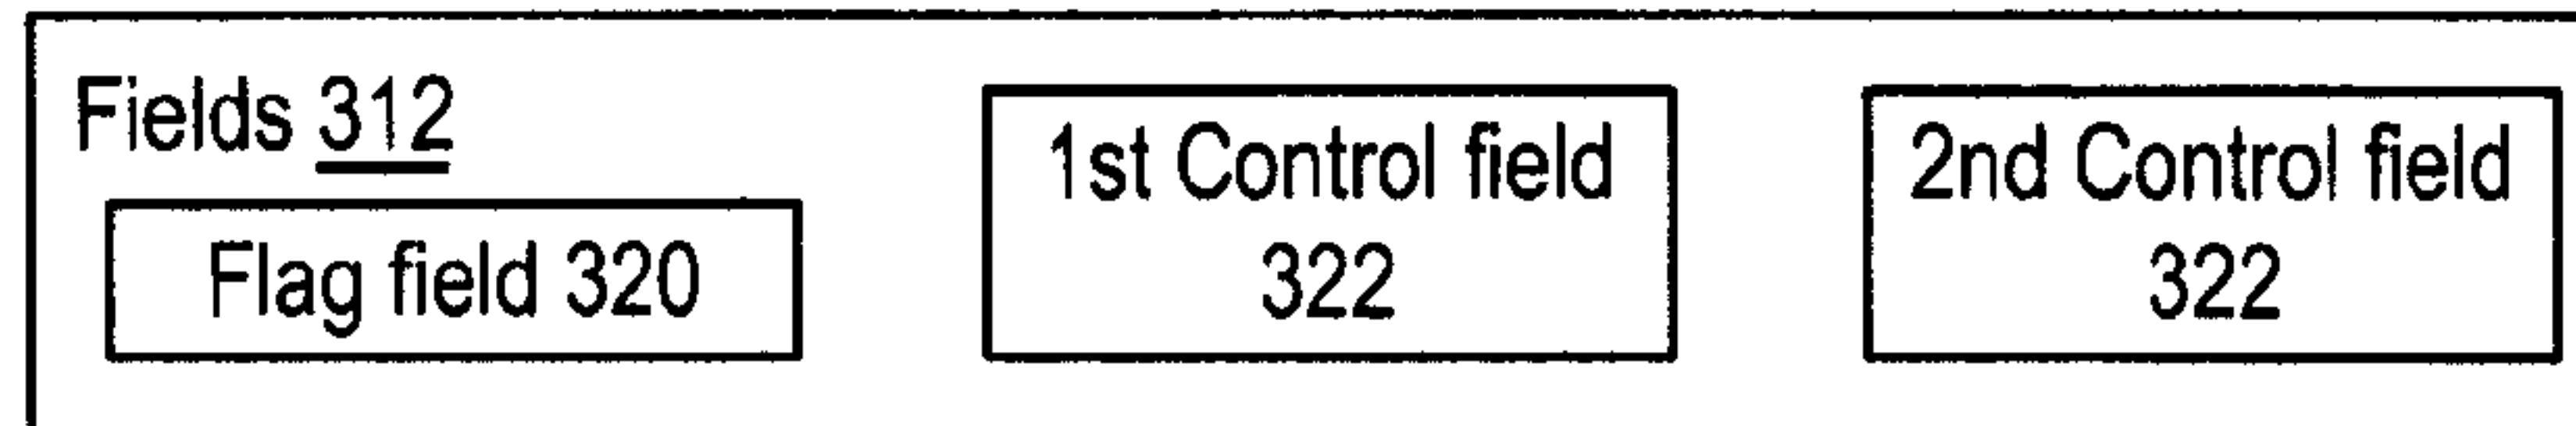 Fields 312
Flag field 320
1st Control field
322
2nd Control field
322